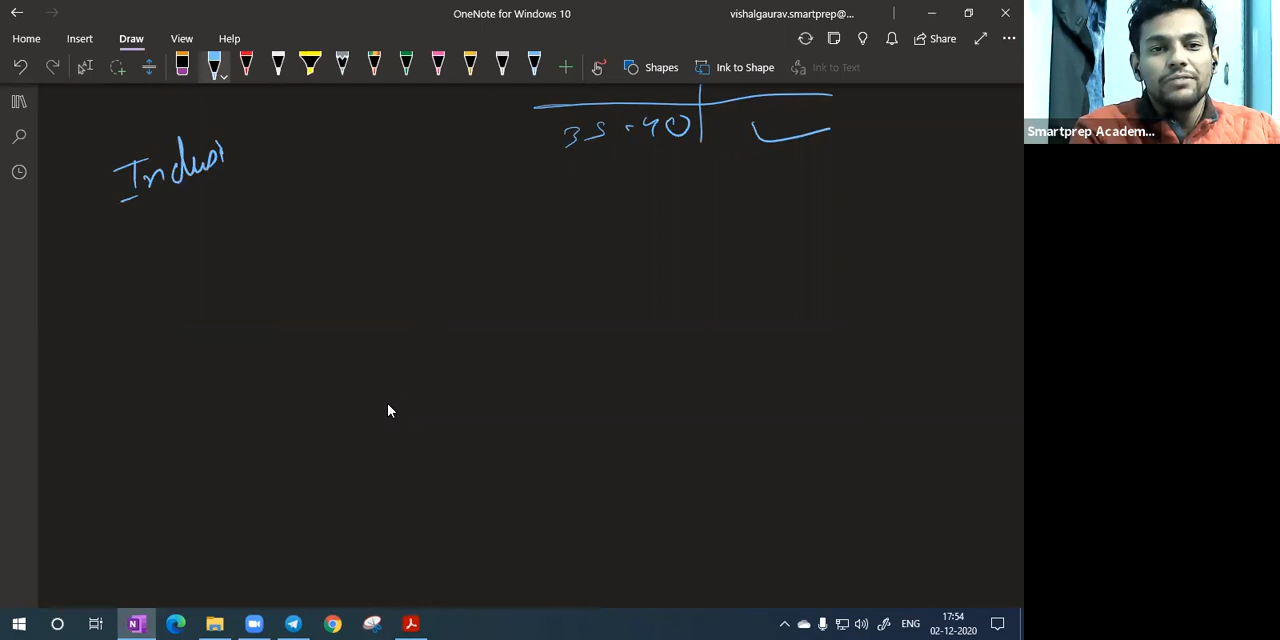 OneNote for Windows 10
vishalgaurav.smartprep@...
Home Insert Draw View Help
Share
Shapes Ink to Shape Ink to Text
Smartprep Academ...
35-40
Indus
17:54
ENG
02-12-2020